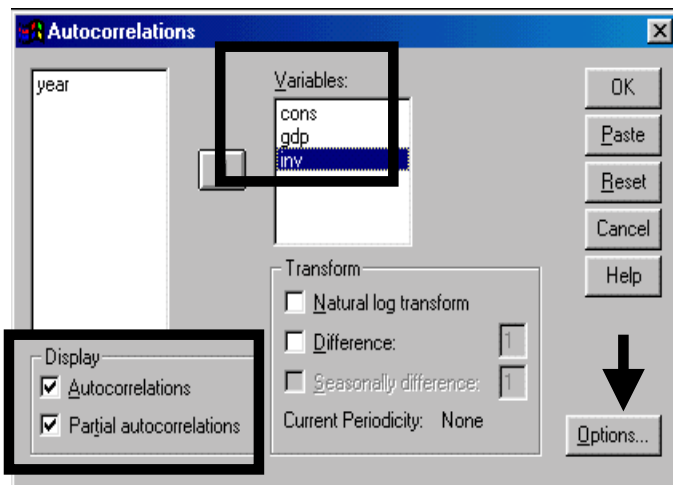 Autocorrelations
year
Variables:
cons
gdp
inv
OK
Paste
Reset
Cancel
Help
Transform
Natural log transform
Difference: 1
Seasonally difference: 1
Current Periodicity: None
Display
Autocorrelations
Partial autocorrelations
Options...